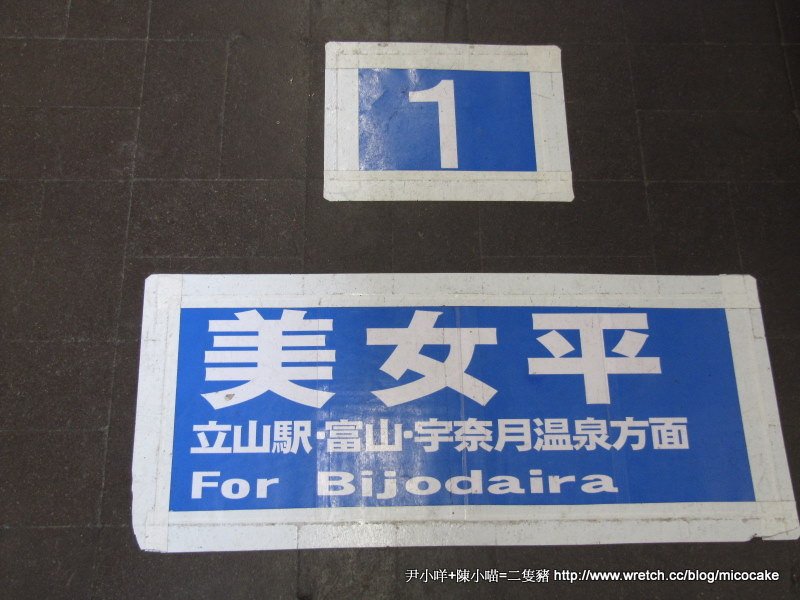 1
美女平
立山駅・富山・宇奈月温泉方面
For Bijodaira
尹小咩+陳小喵=二隻豬 http://www.wretch.cc/blog/micocake